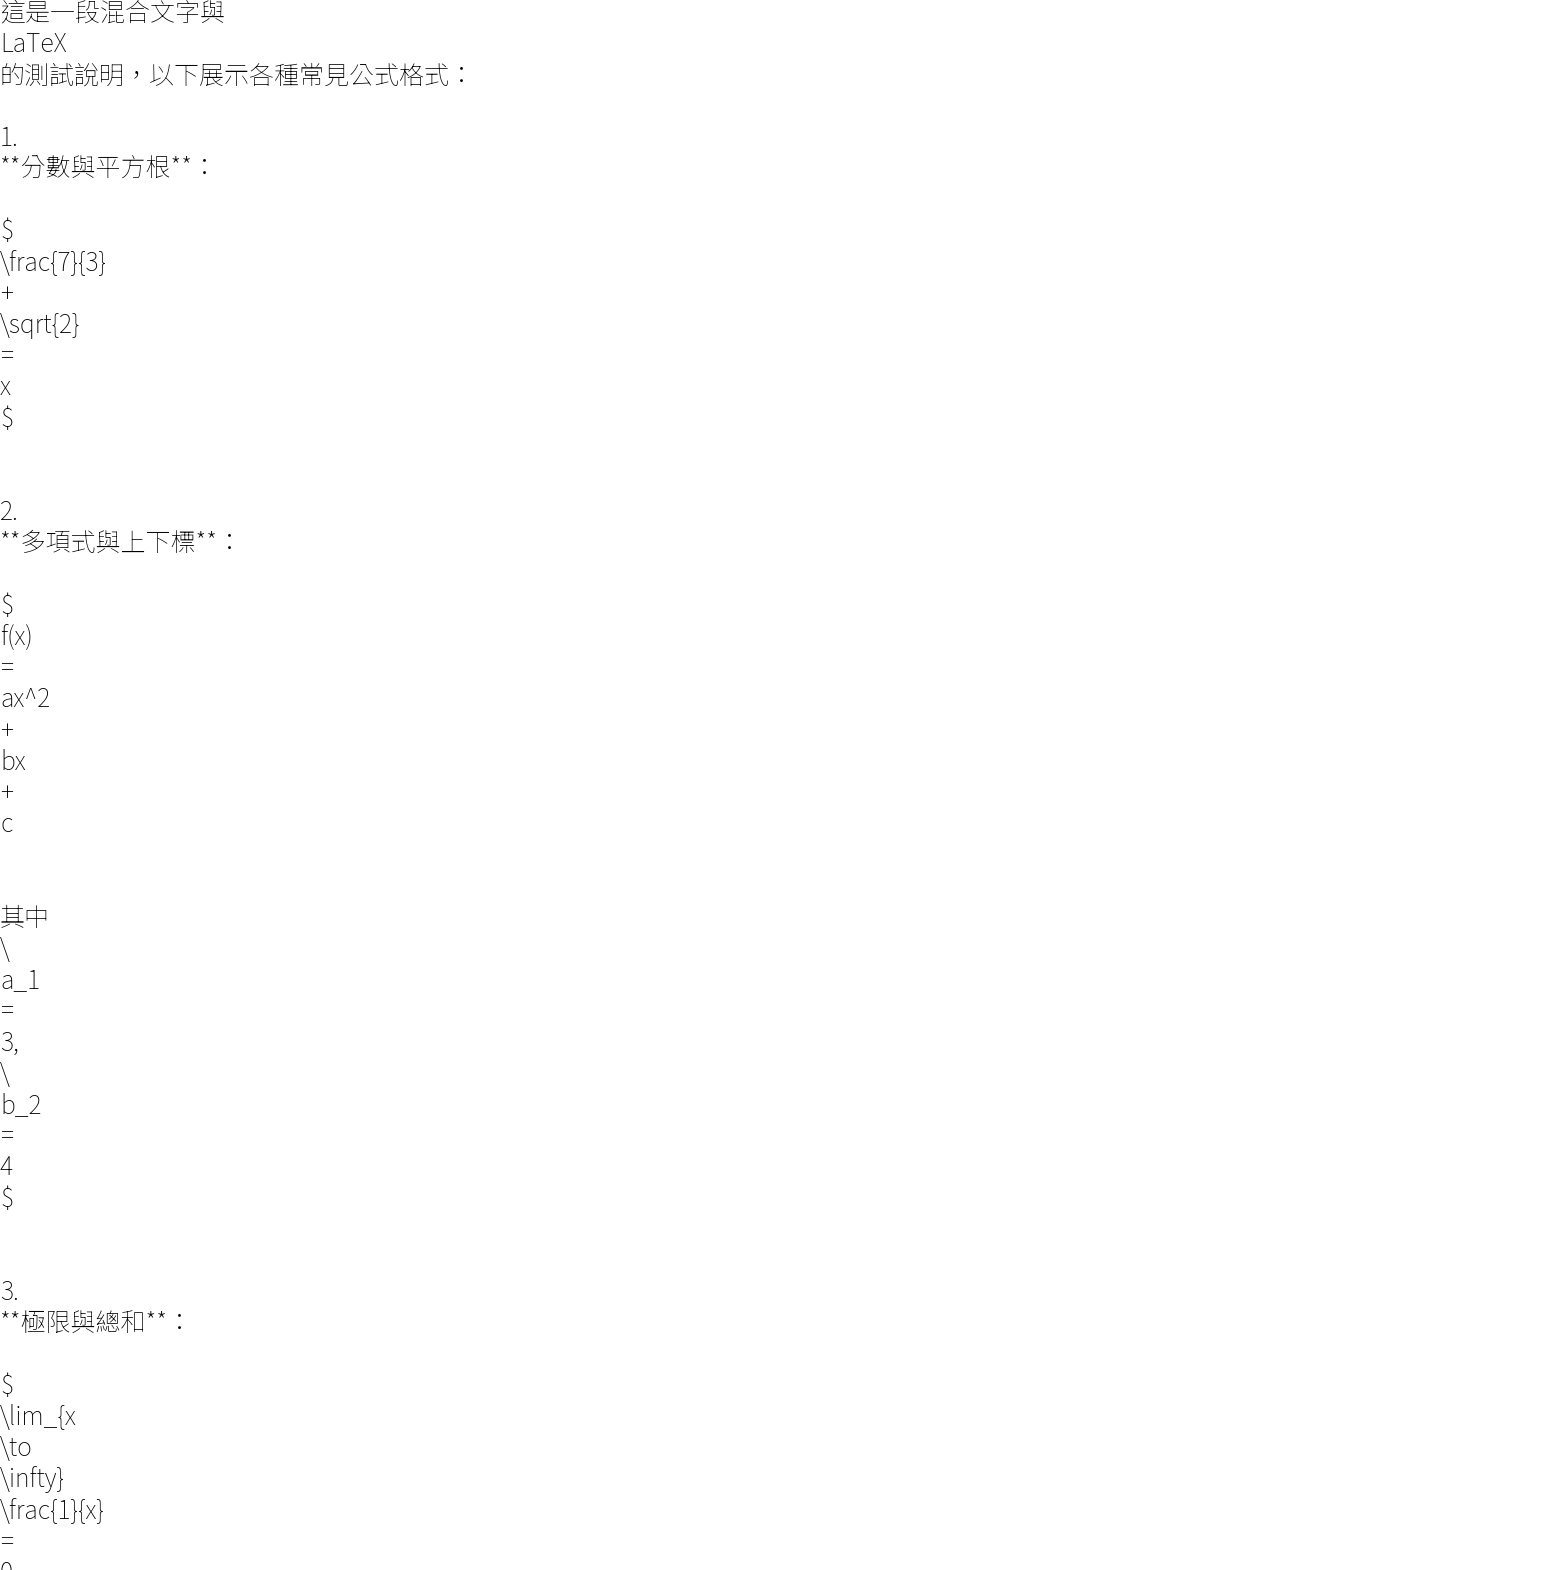 這是一段混合文字與
LaTeX
的測試說明，以下展示各種常見公式格式：
1.
**分數與平方根**：
$
\frac{7}{3}
+
\sqrt{2}
=
x
$
2.
**多項式與上下標**：
$
f(x)
=
ax^2
+
bx
+
c
其中
\
a_1
=
3,
\
b_2
=
4
$
3.
**極限與總和**：
$
\lim_{x
\to
\infty}
\frac{1}{x}
=